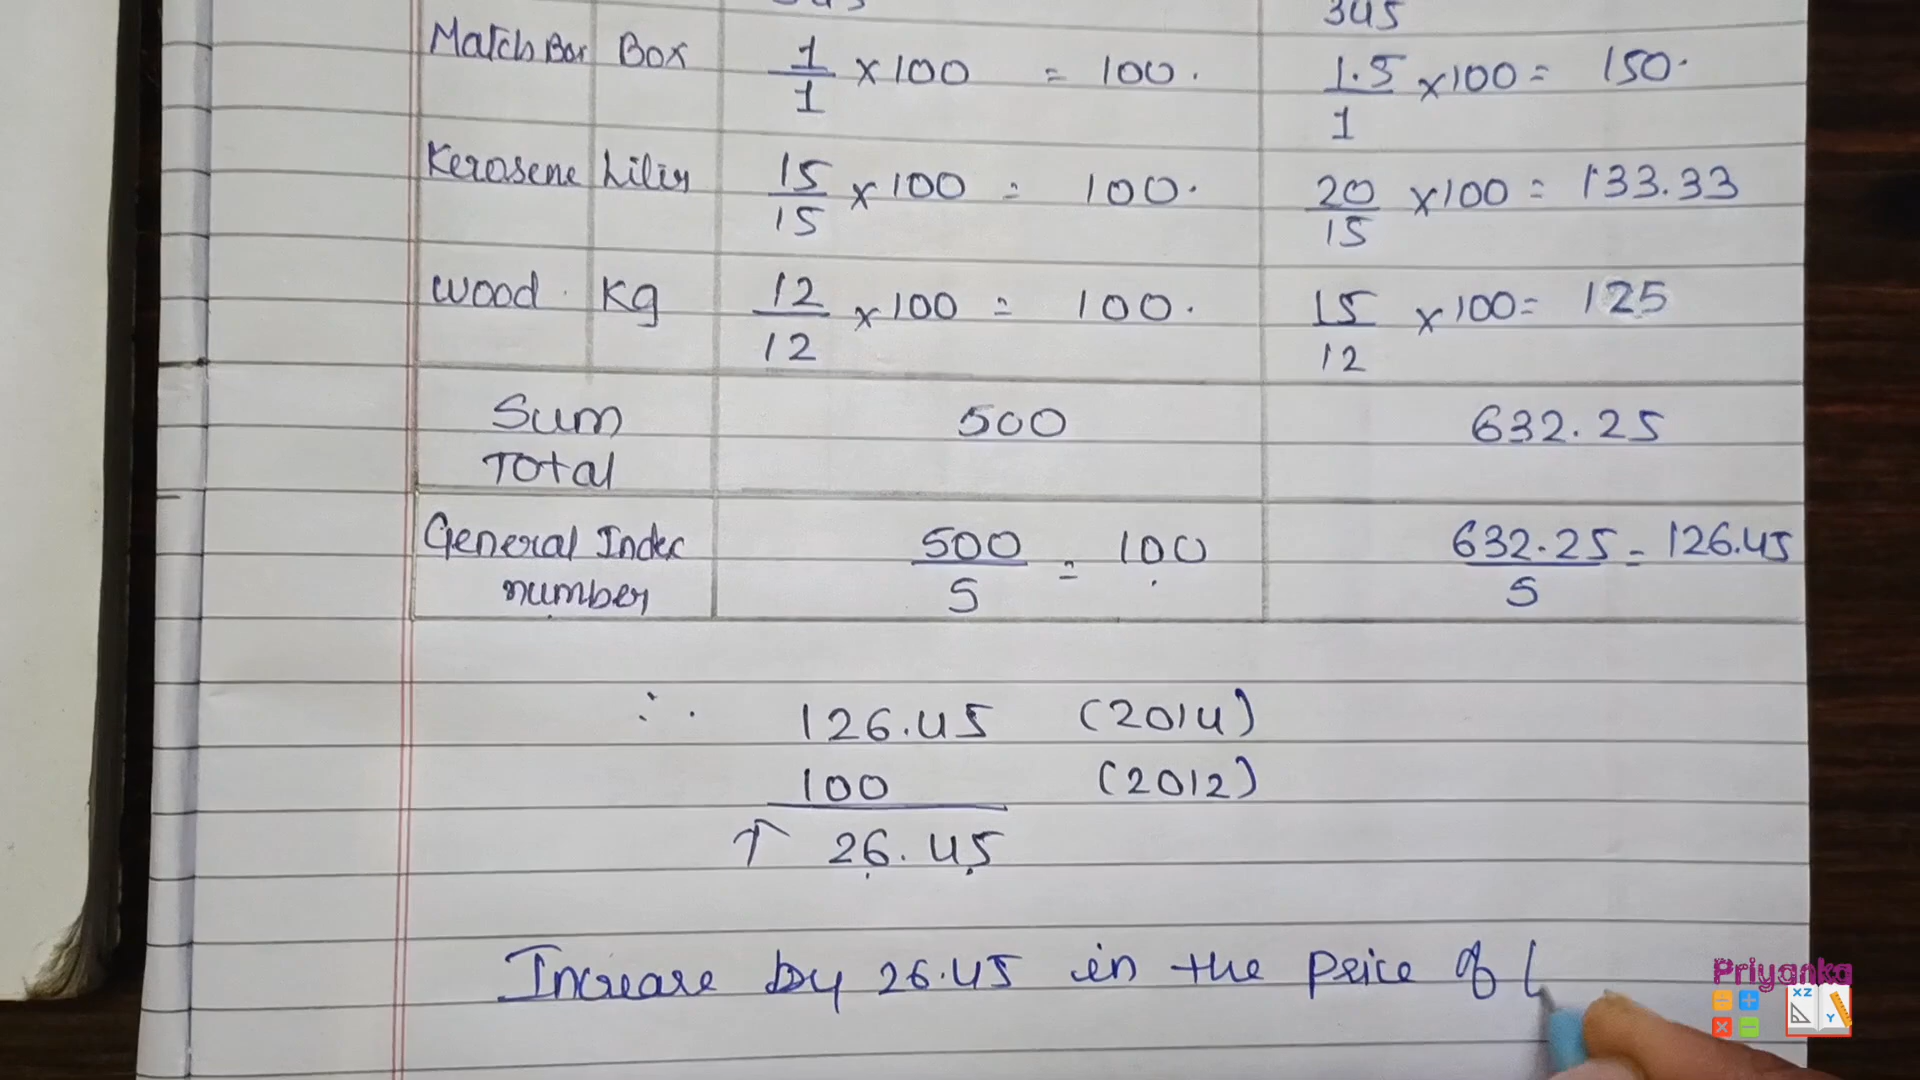 345
Match Box Box 1/1 ×100 = 100. 1.5/1 ×100 = 150.
Kerosene 15/15 ×100 = 100. 20/15 ×100 = 133.33
wood. Kg 12/12 ×100 = 100. 15/12 ×100 = 125
Sum 500 632.25
Total
General Index 500/5 = 100 632.25/5 = 126.45
number
∴ 126.45 (2014)
100 (2012)
↑ 26.45
Increase by 26.45 in the price of (
Priyanka
XZ
Y